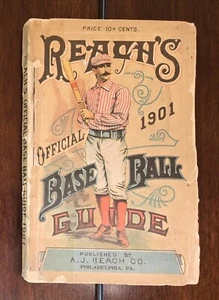 PRICE 10 CENTS.
REACH'S
OFFICIAL 1901
BASE BALL
GUIDE
PUBLISHED BY
A. J. REACH CO.
PHILADELPHIA, PA.